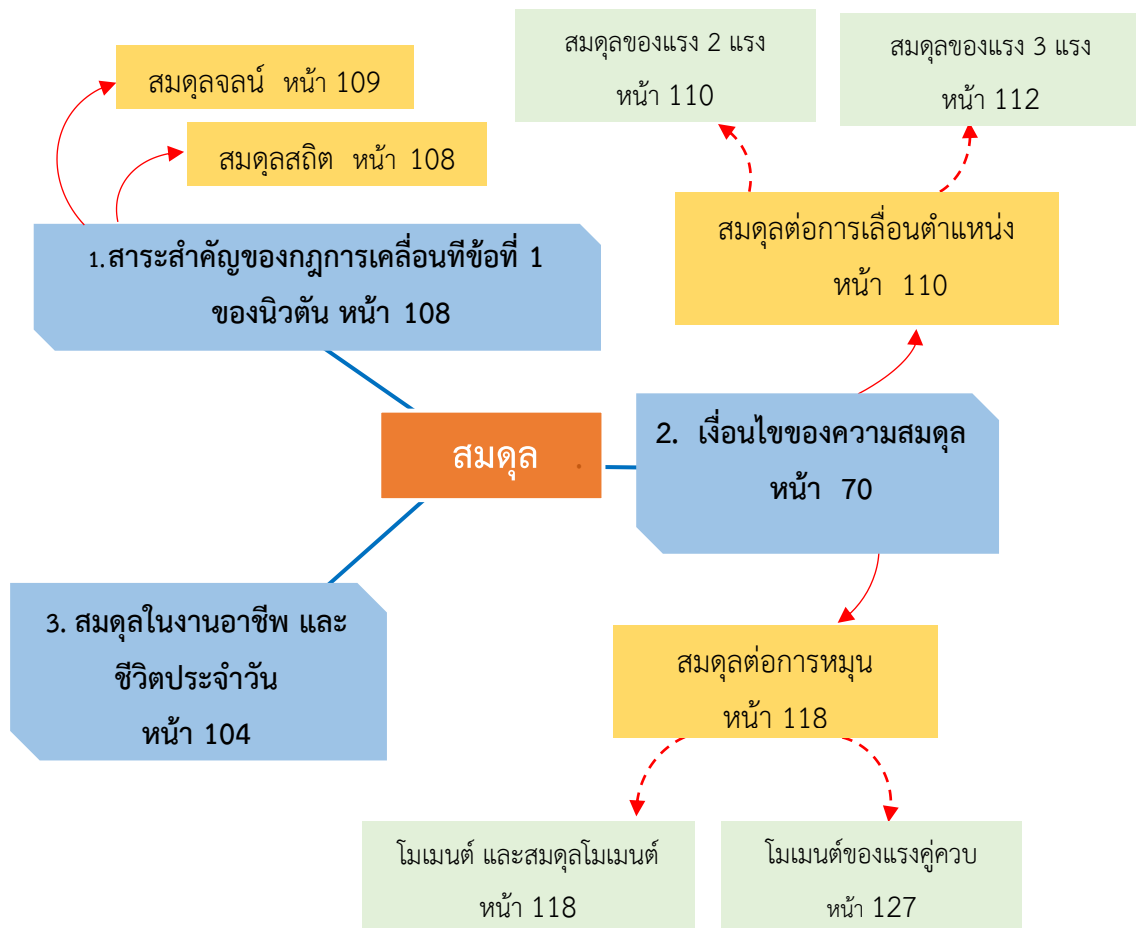 สมดุลจลน์ หน้า 109
สมดุลสถิต หน้า 108
1. สาระสำคัญของกฎการเคลื่อนทีข้อที่ 1
ของนิวตัน หน้า 108
สมดุลของแรง 2 แรง
หน้า 110
สมดุลของแรง 3 แรง
หน้า 112
สมดุลต่อการเลื่อนตำแหน่ง
หน้า 110
สมดุล .
2. เงื่อนไขของความสมดุล
หน้า 70
3. สมดุลในงานอาชีพ และ
ชีวิตประจำวัน
หน้า 104
สมดุลต่อการหมุน
หน้า 118
โมเมนต์ และสมดุลโมเมนต์
หน้า 118
โมเมนต์ของแรงคู่ควบ
หน้า 127